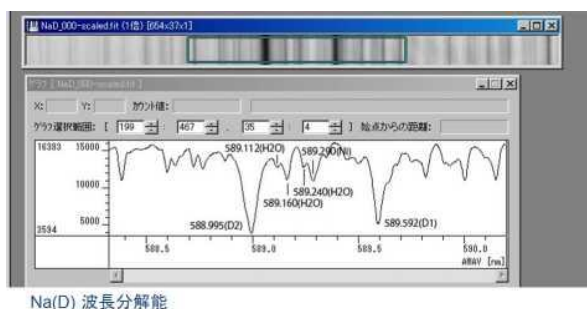 NaD_000-scaled.fit (1倍) [654x37x1]
グラフ [ NaD_000-scaled.fit ]
X: Y: カウント値:
グラフ選択範囲: [ 199 : 467 , 35 : 4 ] 始点からの距離:
16383 15000
589.112(H2O) 589.290(Ni)
10000
589.240(H2O)
589.160(H2O)
5000
588.995(D2) 589.592(D1)
3594
588.5 589.0 589.5 590.0
AWAY [nm]
Na(D) 波長分解能